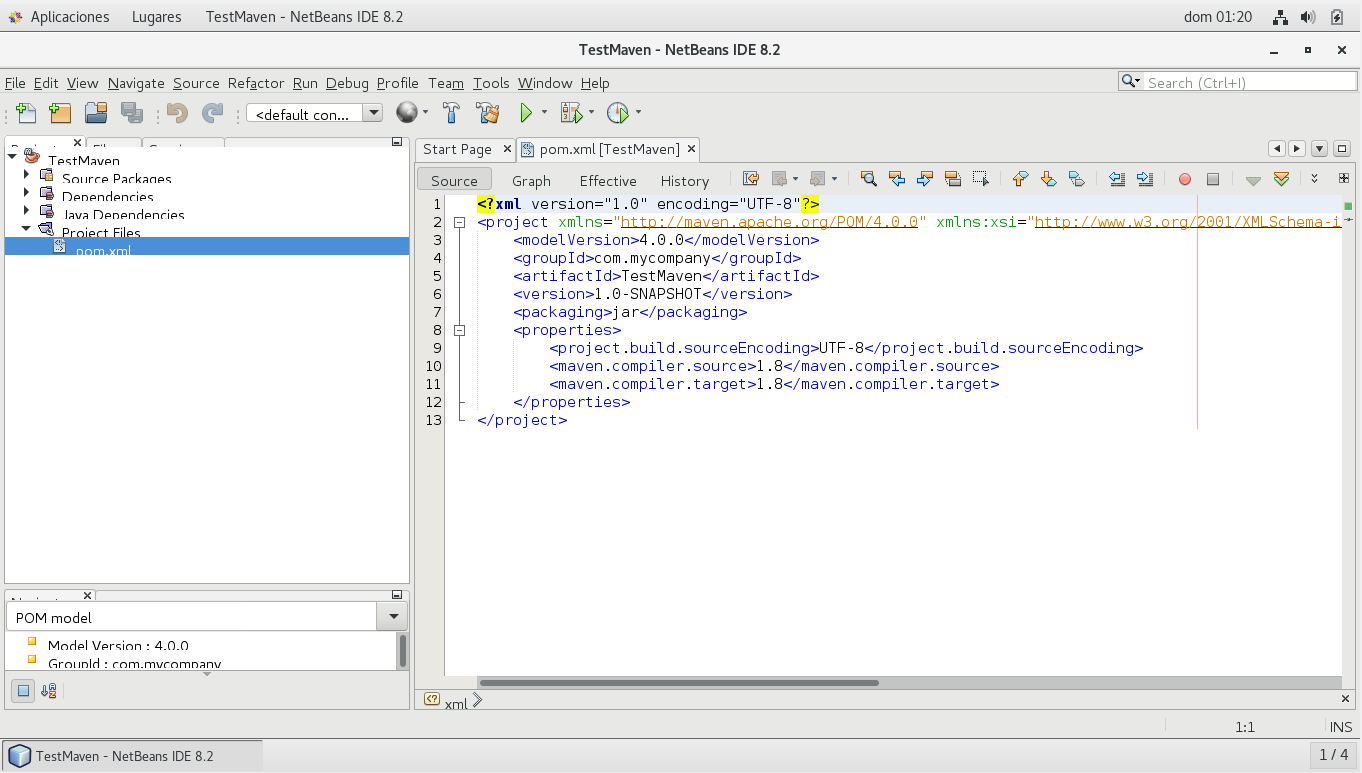 Aplicaciones Lugares TestMaven - NetBeans IDE 8.2 dom 01:20
TestMaven - NetBeans IDE 8.2
File Edit View Navigate Source Refactor Run Debug Profile Team Tools Window Help Search (Ctrl+I)
<default con...
Start Page pom.xml [TestMaven]
TestMaven
Source Packages
Dependencies
Java Dependencies
Project Files
pom.xml
Source Graph Effective History
1 <?xml version="1.0" encoding="UTF-8"?>
2 <project xmlns="http://maven.apache.org/POM/4.0.0" xmlns:xsi="http://www.w3.org/2001/XMLSchema-i
3 <modelVersion>4.0.0</modelVersion>
4 <groupId>com.mycompany</groupId>
5 <artifactId>TestMaven</artifactId>
6 <version>1.0-SNAPSHOT</version>
7 <packaging>jar</packaging>
8 <properties>
9 <project.build.sourceEncoding>UTF-8</project.build.sourceEncoding>
10 <maven.compiler.source>1.8</maven.compiler.source>
11 <maven.compiler.target>1.8</maven.compiler.target>
12 </properties>
13 </project>
POM model
Model Version : 4.0.0
GroupId : com.mycompany
xml
1:1 INS
TestMaven - NetBeans IDE 8.2 1 / 4